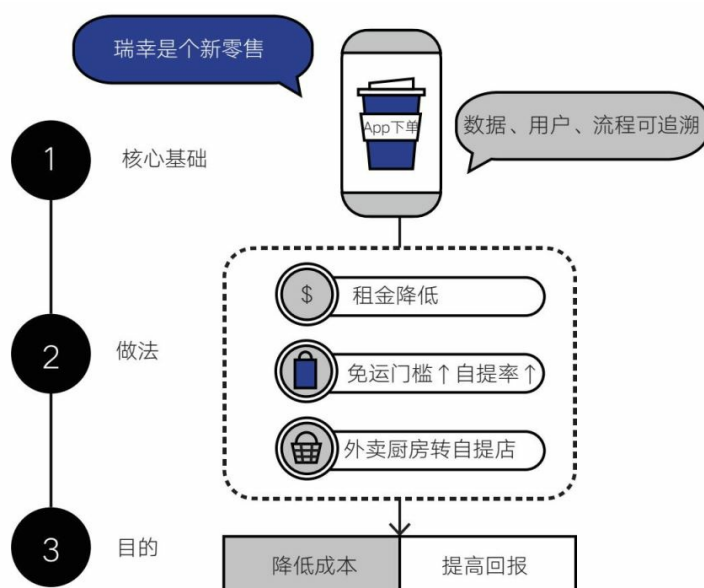 瑞幸是个新零售
App下单
数据、用户、流程可追溯
1
核心基础
$
租金降低
2
做法
免运门槛↑自提率↑
外卖厨房转自提店
3
目的
降低成本
提高回报